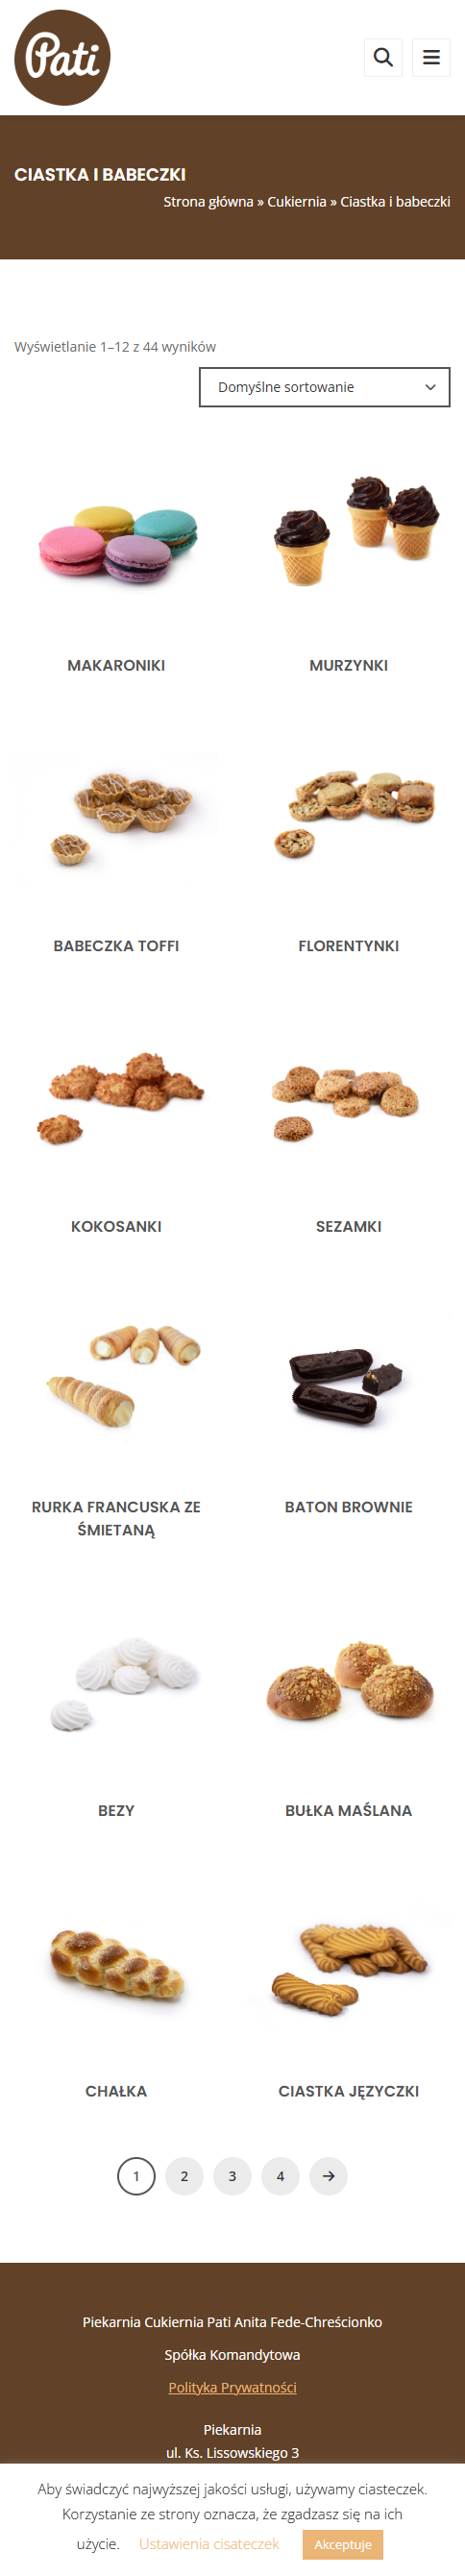 Pati
CIASTKA I BABECZKI
Strona główna » Cukiernia » Ciastka i babeczki
Wyświetlanie 1–12 z 44 wyników
Domyślne sortowanie
MAKARONIKI
MURZYNKI
BABECZKA TOFFI
FLORENTYNKI
KOKOSANKI
SEZAMKI
RURKA FRANCUSKA ZE
ŚMIETANĄ
BATON BROWNIE
BEZY
BUŁKA MAŚLANA
CHAŁKA
CIASTKA JĘZYCZKI
1 2 3 4 →
Piekarnia Cukiernia Pati Anita Fede-Chreścionko
Spółka Komandytowa
Polityka Prywatności
Piekarnia
ul. Ks. Lissowskiego 3
Aby świadczyć najwyższej jakości usługi, używamy ciasteczek.
Korzystanie ze strony oznacza, że zgadzasz się na ich
użycie. Ustawienia cisateczek Akceptuje